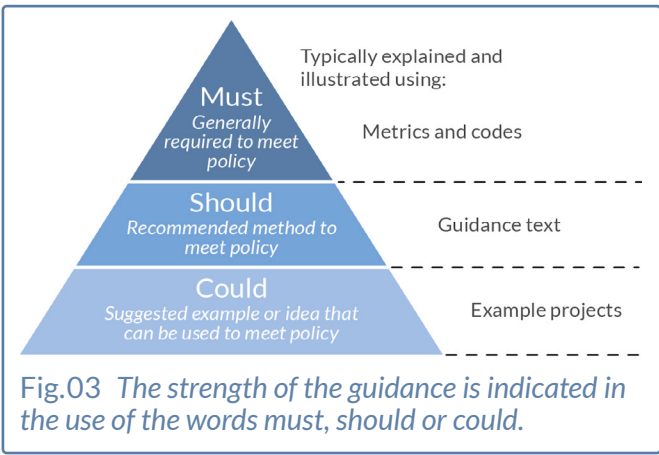 Typically explained and
illustrated using:
Must
Generally
required to meet
policy
Metrics and codes
Should
Recommended method to
meet policy
Guidance text
Could
Suggested example or idea that
can be used to meet policy
Example projects
Fig.03 The strength of the guidance is indicated in
the use of the words must, should or could.